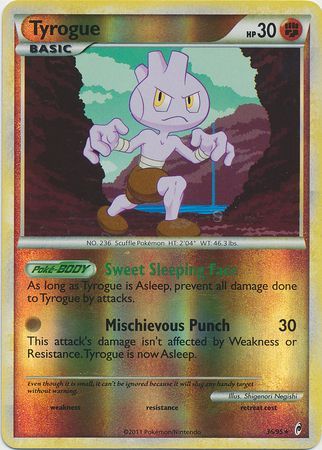 Tyrogue
HP 30
BASIC
NO. 236 Scuffle Pokémon HT: 2'04" WT: 46.3 lbs.
Poké-BODY Sweet Sleeping Face
As long as Tyrogue is Asleep, prevent all damage done
to Tyrogue by attacks.
Mischievous Punch 30
This attack's damage isn't affected by Weakness or
Resistance. Tyrogue is now Asleep.
Even though it is small, it can't be ignored because it will slug any handy target
without warning.
Illus. Shigenori Negishi
weakness resistance retreat cost
©2011 Pokémon/Nintendo
36/95★